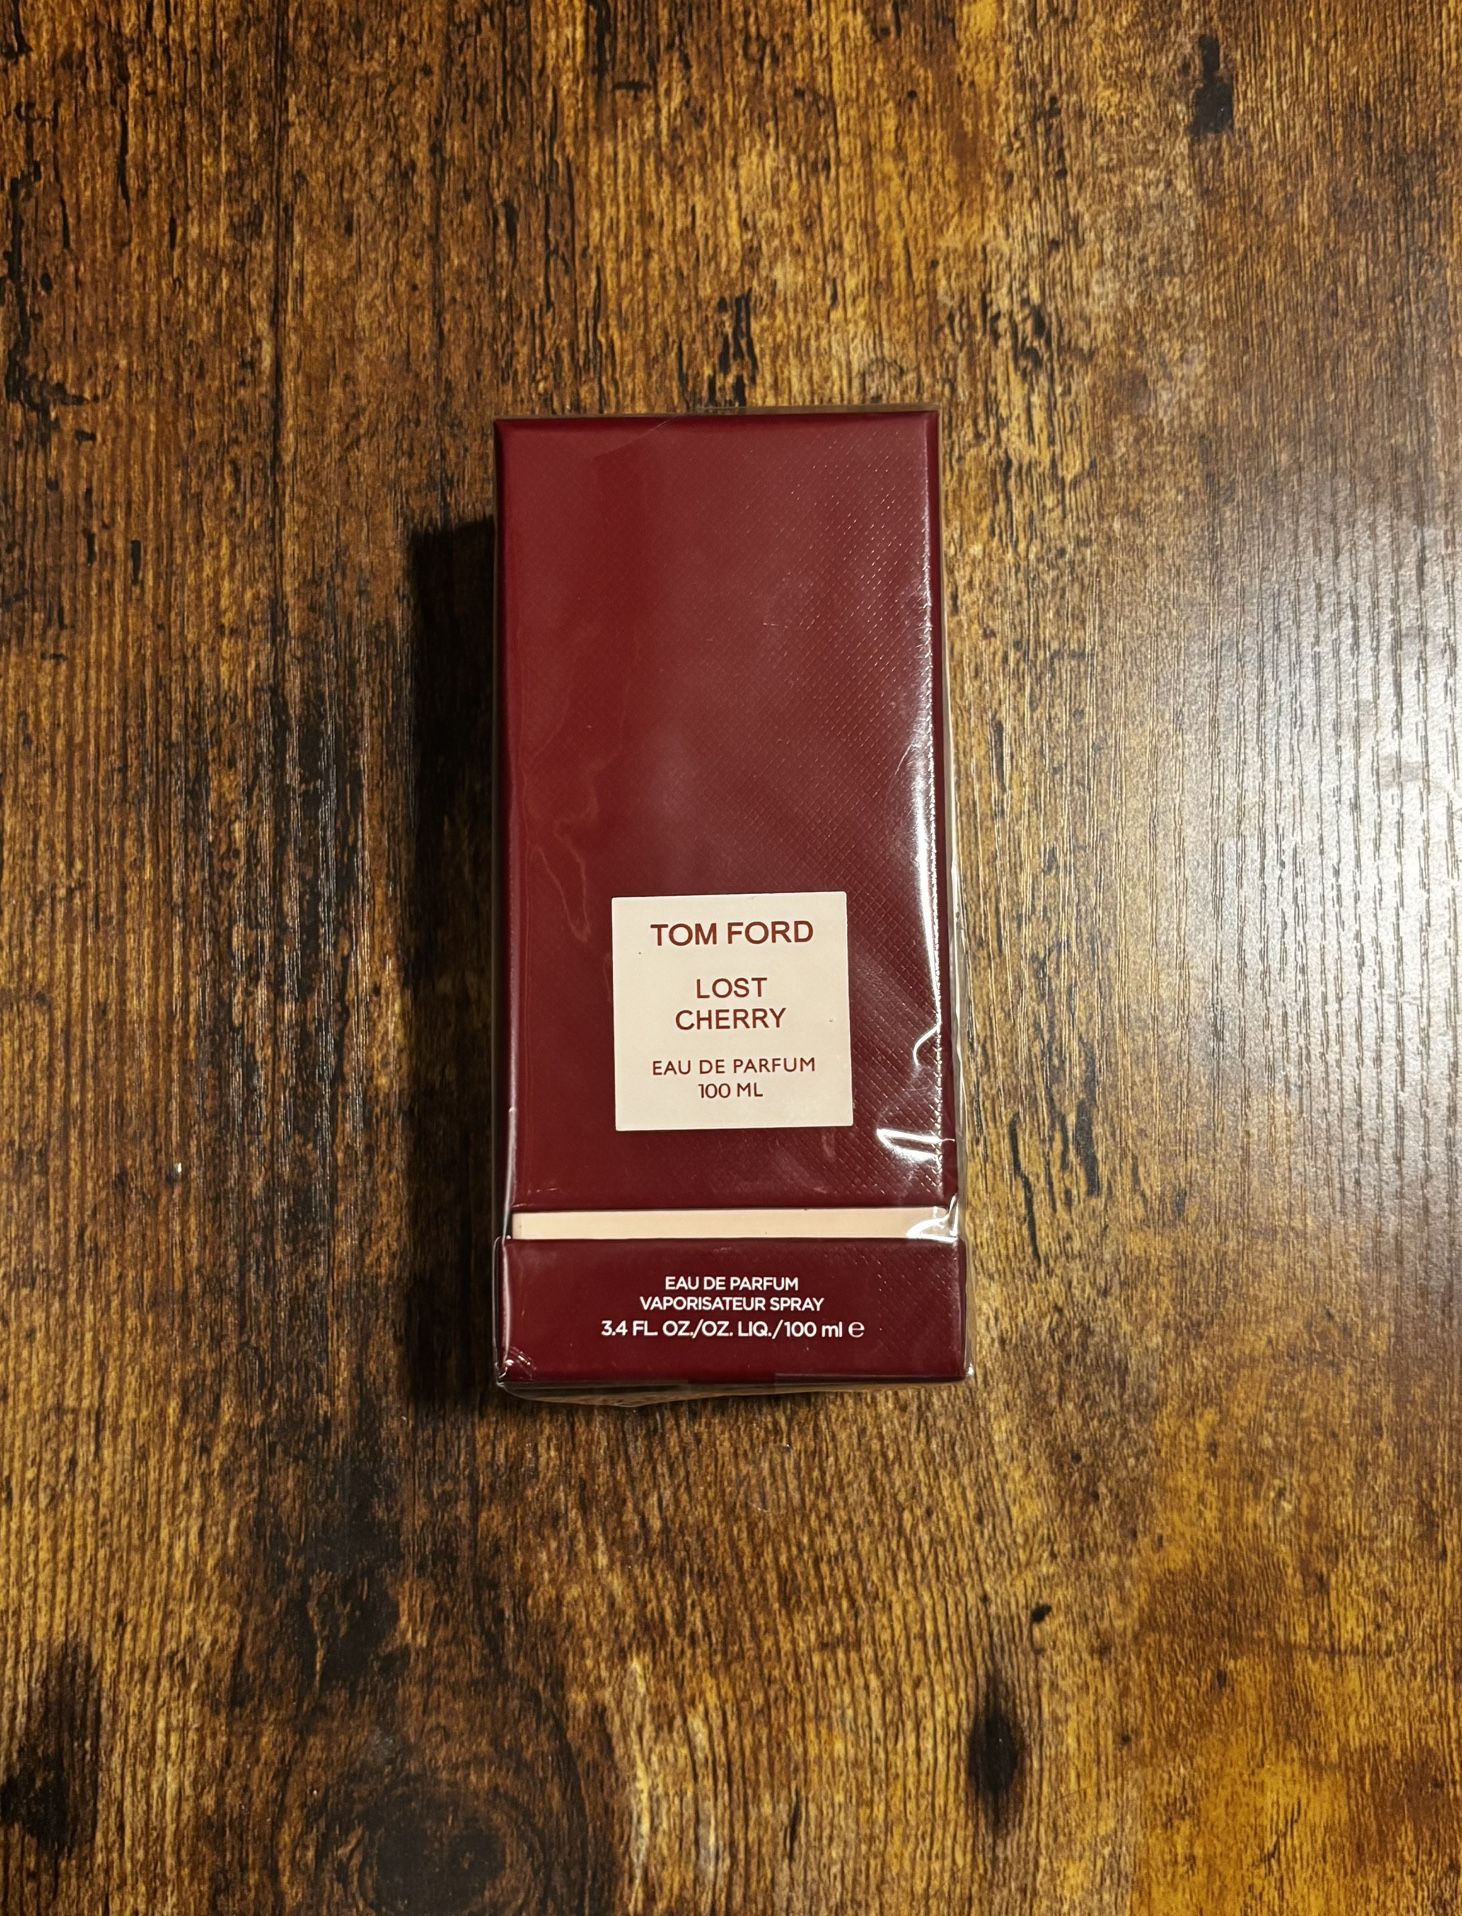 TOM FORD
LOST
CHERRY
EAU DE PARFUM
100 ML
EAU DE PARFUM
VAPORISATEUR SPRAY
3.4 FL. OZ./OZ. LIQ./100 ml ℮